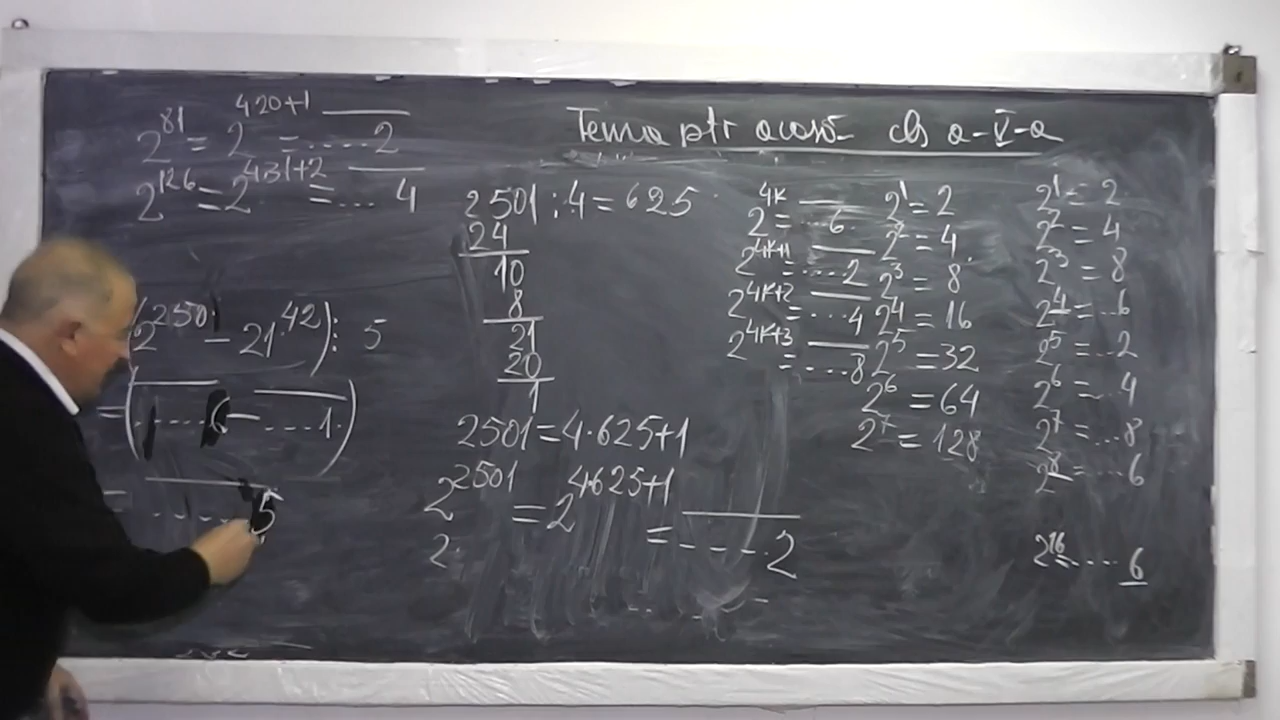 Tema ptr acasă cls a-V-a
2^81 = 2^(4·20+1) = .....2
2^126 = 2^(4·31+2) = ... 4
(2^250 - 21^42) ⋮ 5
= (.....6 - ....1)
= .....5
2501 : 4 = 625
24
10
8
21
20
1
2501 = 4·625+1
2^2501 = 2^(4·625+1)
= ....2
2
2^4K = ...6
2^(4K+1) = .....2
2^(4K+2) = ....4
2^(4K+3) = ....8
2^1 = 2
2^2 = 4
2^3 = 8
2^4 = 16
2^5 = 32
2^6 = 64
2^7 = 128
2^1 = 2
2^2 = 4
2^3 = 8
2^4 = ...6
2^5 = ...2
2^6 = ...4
2^7 = ...8
2^8 = ...6
2^16 = .... 6